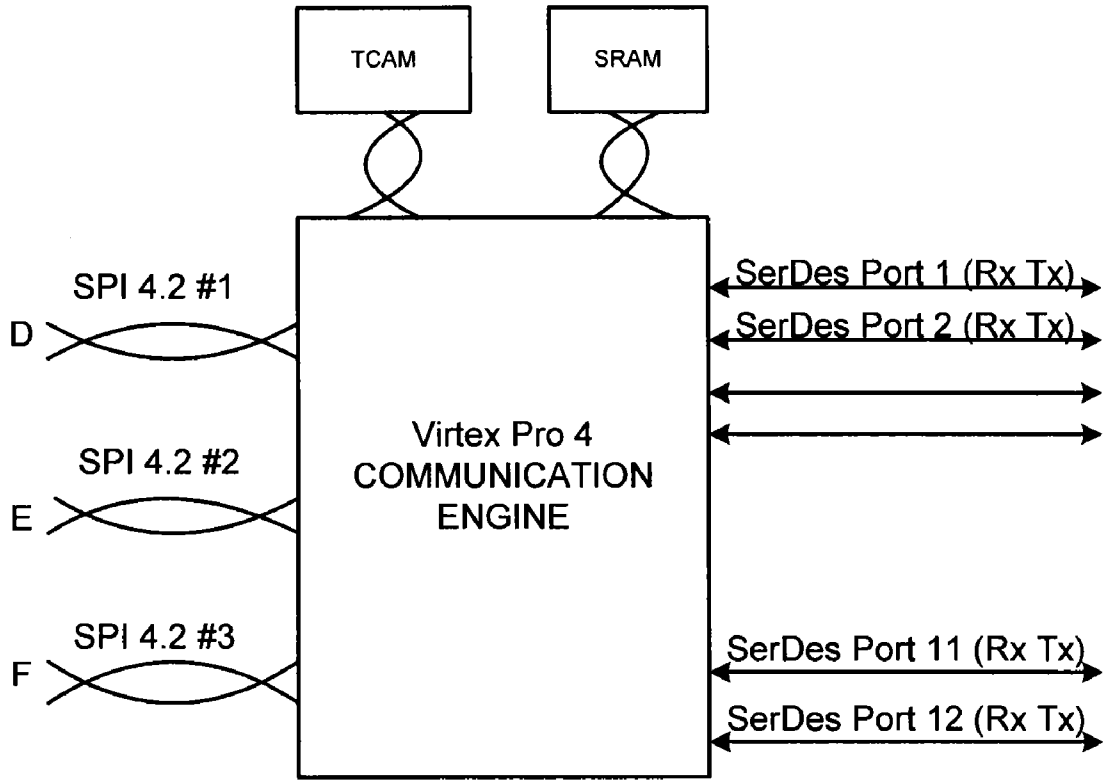 TCAM
SRAM
SPI 4.2 #1
D
SPI 4.2 #2
E
SPI 4.2 #3
F
Virtex Pro 4
COMMUNICATION
ENGINE
SerDes Port 1 (Rx Tx)
SerDes Port 2 (Rx Tx)
SerDes Port 11 (Rx Tx)
SerDes Port 12 (Rx Tx)